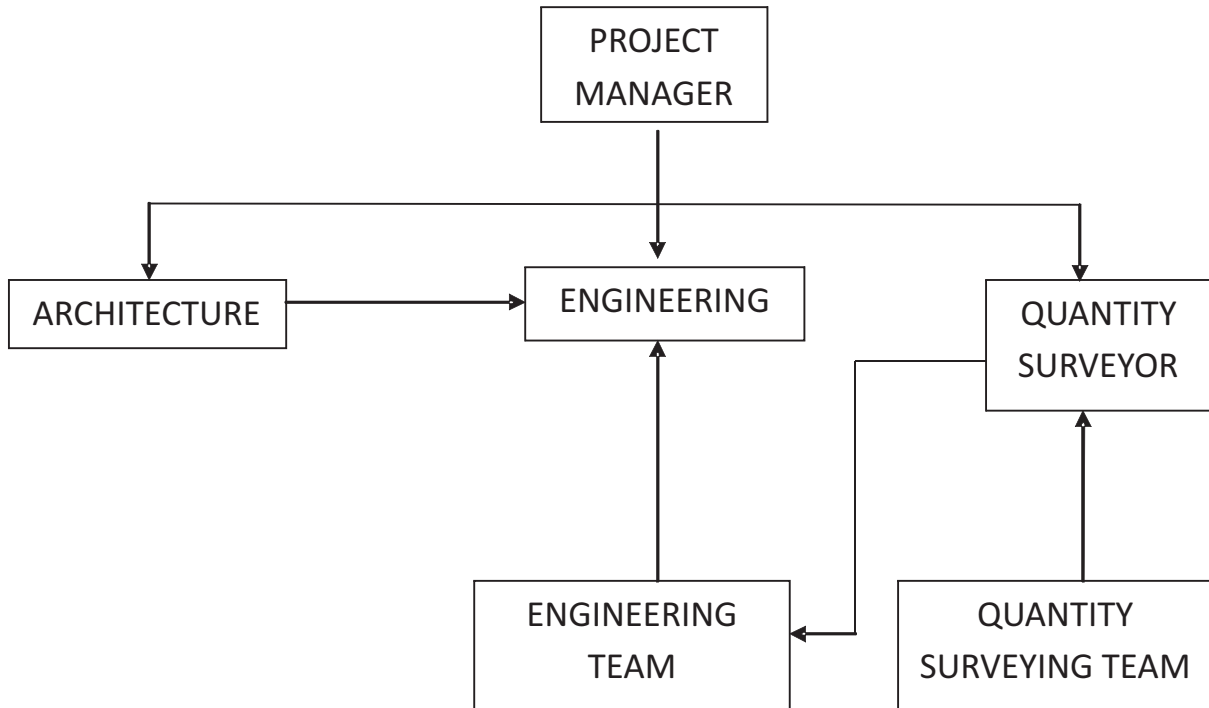 PROJECT
MANAGER
ARCHITECTURE
ENGINEERING
QUANTITY
SURVEYOR
ENGINEERING
TEAM
QUANTITY
SURVEYING TEAM